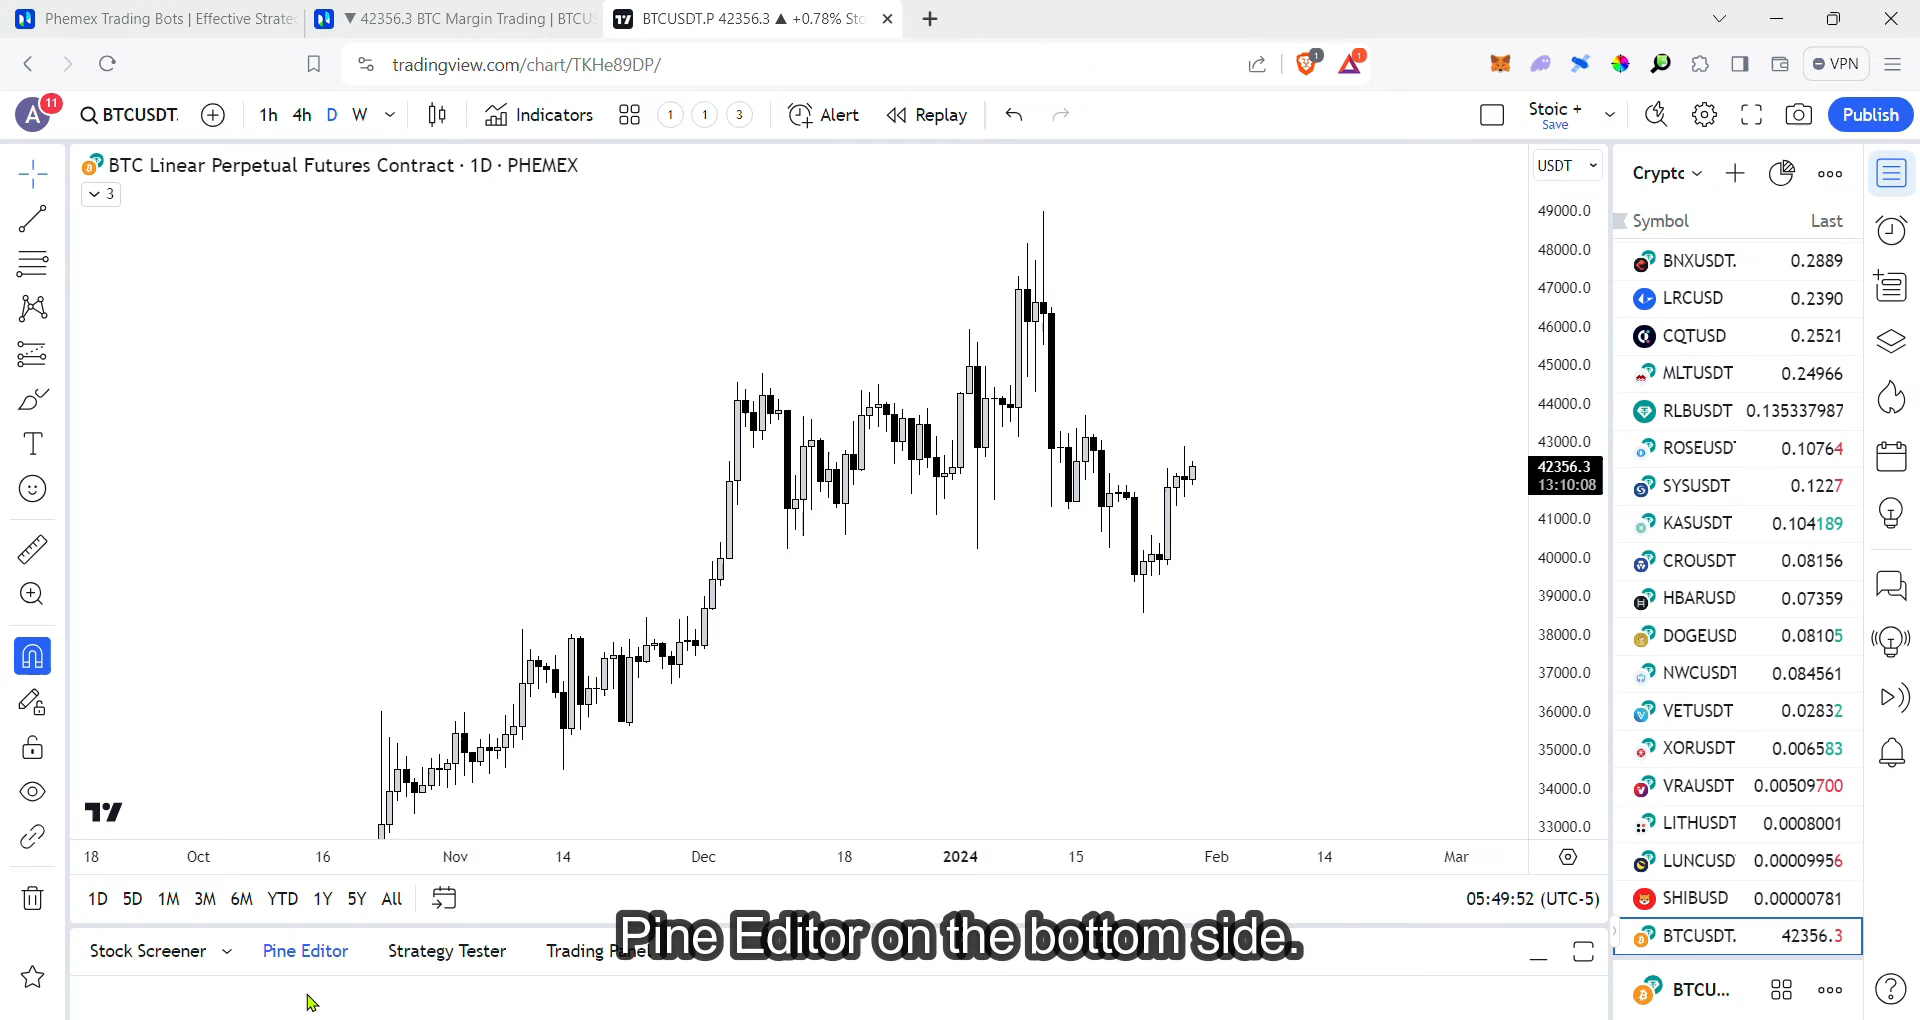 Phemex Trading Bots | Effective Strate
▼ 42356.3 BTC Margin Trading | BTCUS
BTCUSDT.P 42356.3 ▲ +0.78% Sto
tradingview.com/chart/TKHe89DP/
1
1
VPN
A
11
BTCUSDT.
1h 4h D W
Indicators
1 1 3
Alert
Replay
Stoic +
Save
Publish
BTC Linear Perpetual Futures Contract · 1D · PHEMEX
3
USDT
49000.0
48000.0
47000.0
46000.0
45000.0
44000.0
43000.0
42356.3
13:10:08
41000.0
40000.0
39000.0
38000.0
37000.0
36000.0
35000.0
34000.0
33000.0
18 Oct 16 Nov 14 Dec 18 2024 15 Feb 14 Mar
1D 5D 1M 3M 6M YTD 1Y 5Y All
05:49:52 (UTC-5)
Stock Screener Pine Editor Strategy Tester Trading Panel
Pine Editor on the bottom side.
Crypto
Symbol Last
BNXUSDT. 0.2889
LRCUSD 0.2390
CQTUSD 0.2521
MLTUSDT 0.24966
RLBUSDT 0.135337987
ROSEUSD 0.10764
SYSUSDT 0.1227
KASUSDT 0.104189
CROUSDT 0.08156
HBARUSD 0.07359
DOGEUSD 0.08105
NWCUSDT 0.084561
VETUSDT 0.02832
XORUSDT 0.006583
VRAUSDT 0.00509700
LITHUSDT 0.0008001
LUNCUSD 0.00009956
SHIBUSD 0.00000781
BTCUSDT. 42356.3
BTCU...